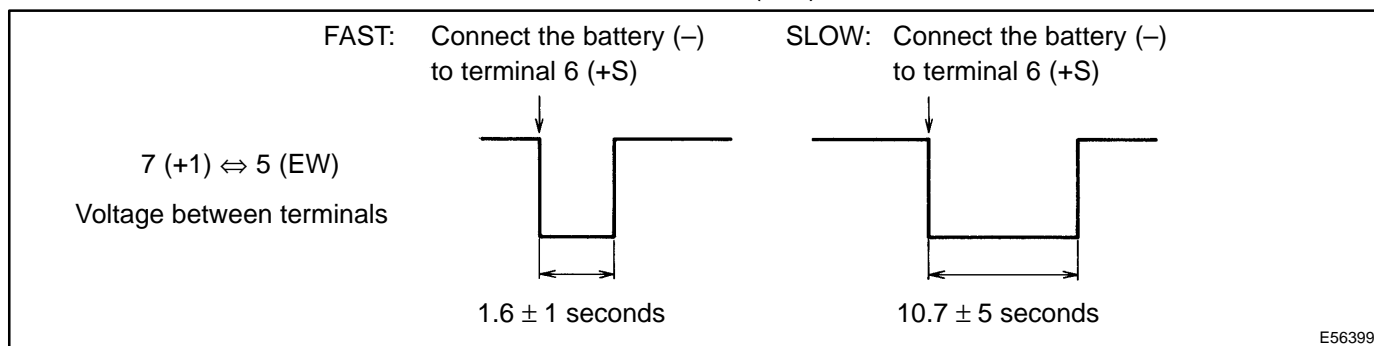 FAST: Connect the battery (–)
to terminal 6 (+S)
SLOW: Connect the battery (–)
to terminal 6 (+S)
7 (+1) ⇔ 5 (EW)
Voltage between terminals
1.6 ± 1 seconds
10.7 ± 5 seconds
E56399